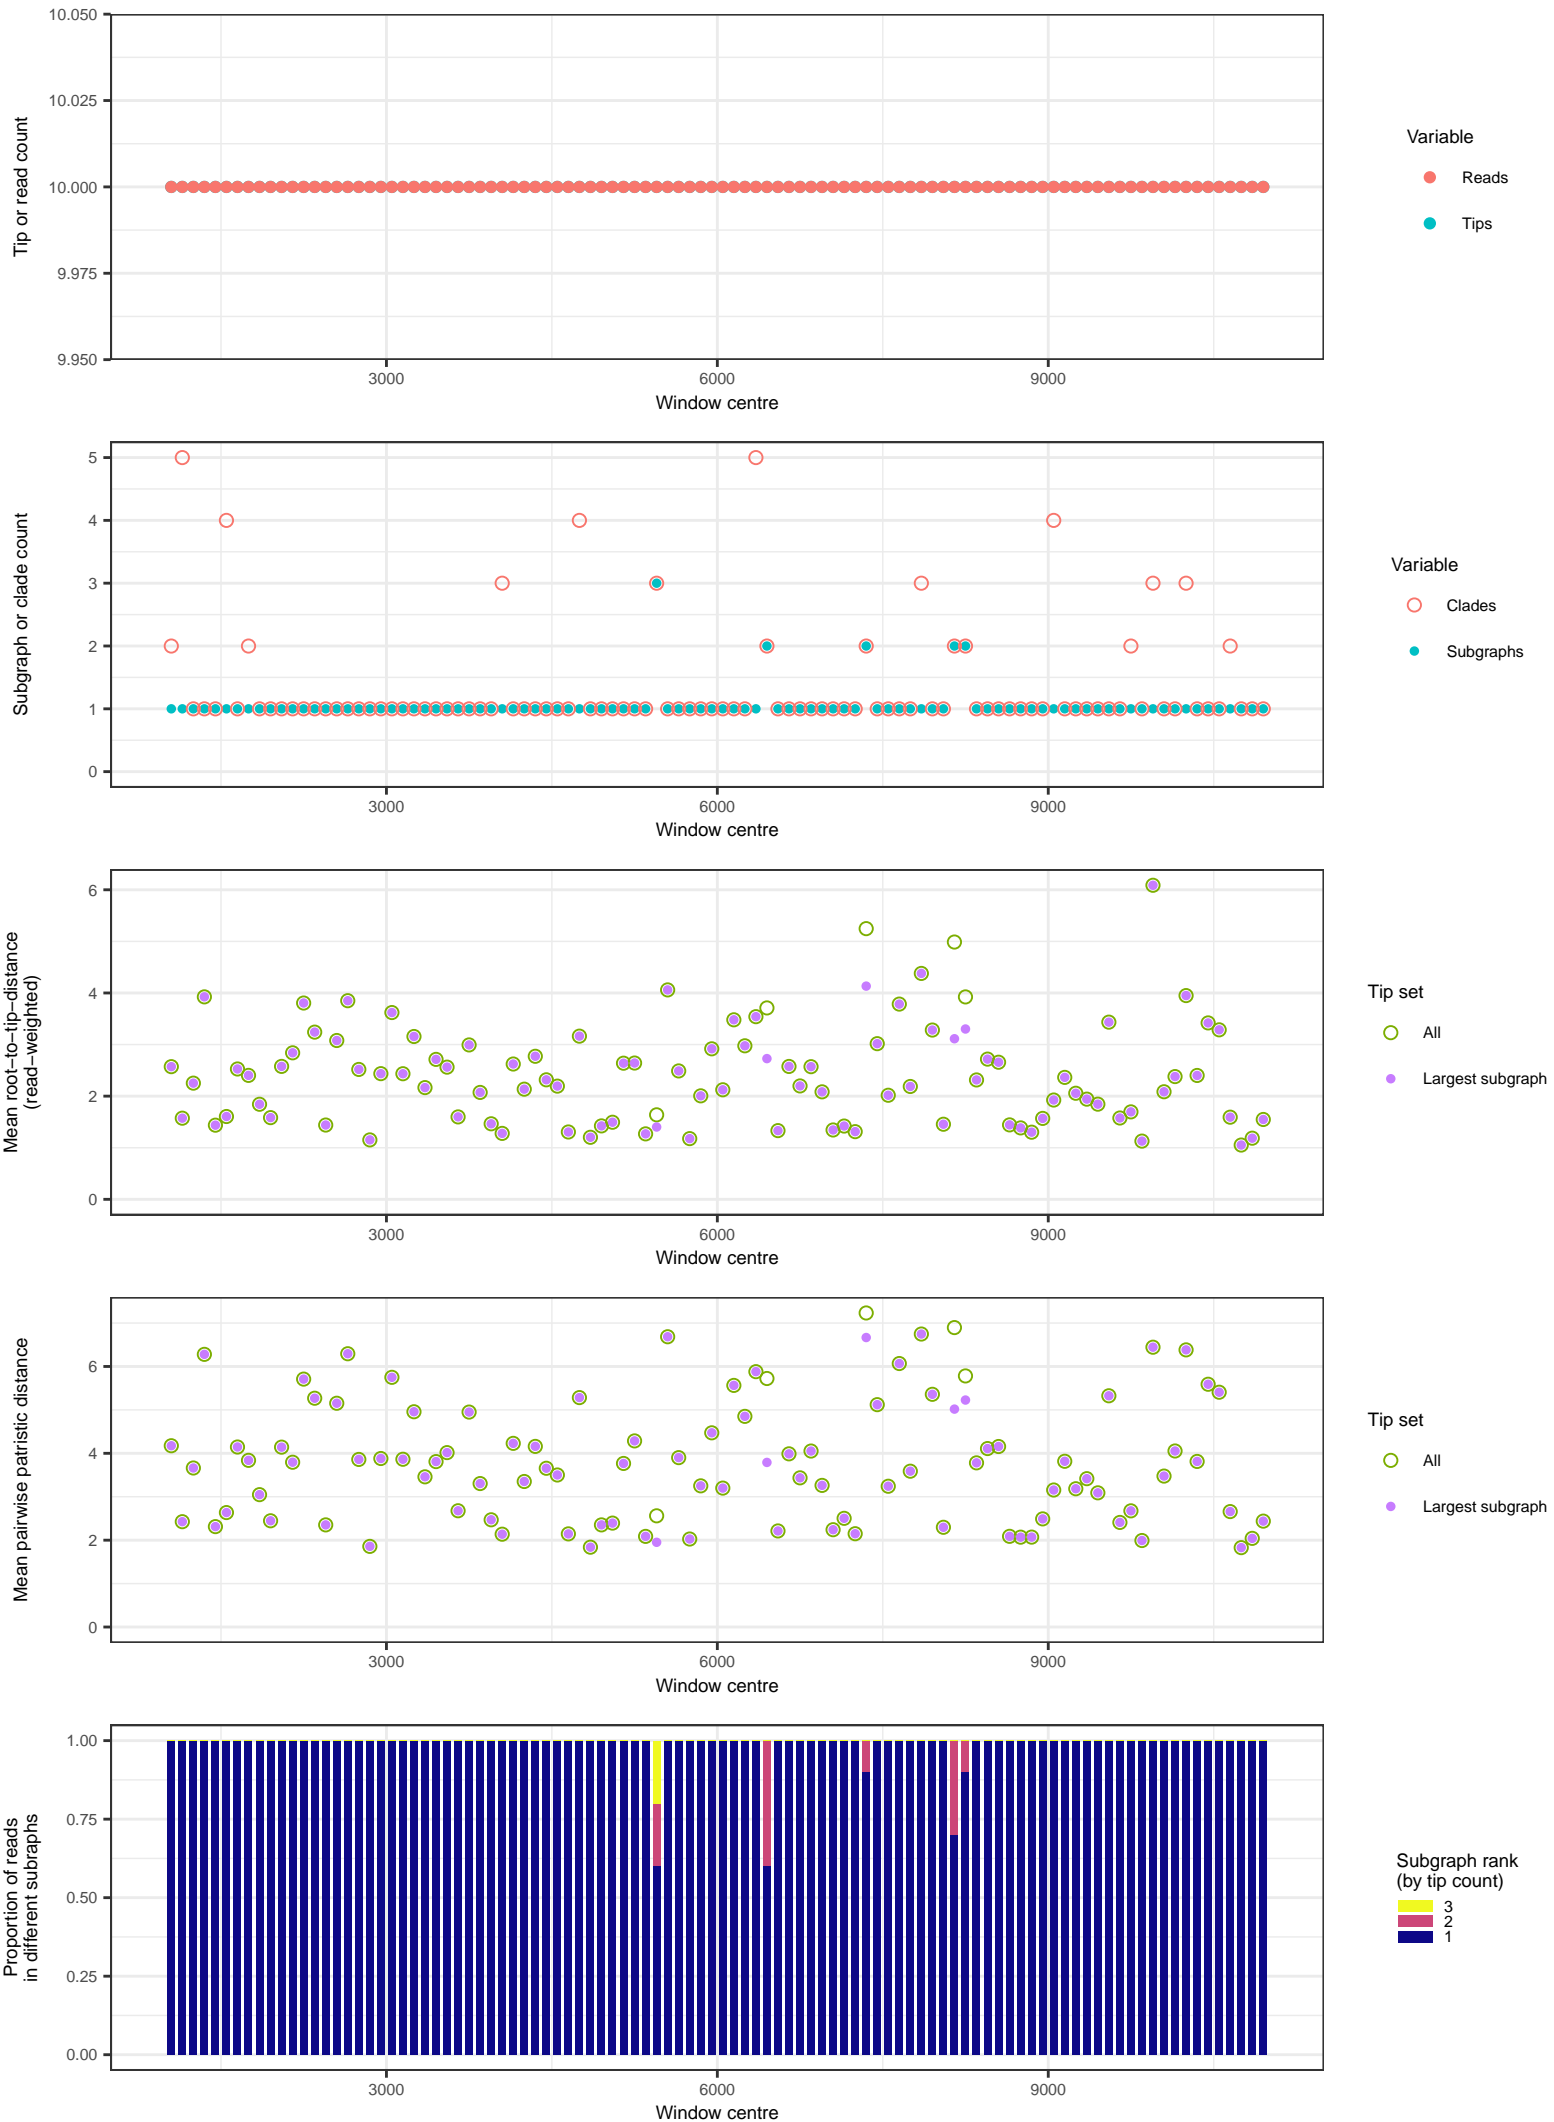 10.050
10.025
10.000
9.975
9.950
Tip or read count
3000 6000 9000
Window centre
Variable
Reads
Tips
5
4
3
2
1
0
Subgraph or clade count
3000 6000 9000
Window centre
Variable
Clades
Subgraphs
6
4
2
0
Mean root−to−tip−distance
(read−weighted)
3000 6000 9000
Window centre
Tip set
All
Largest subgraph
6
4
2
0
Mean pairwise patristic distance
3000 6000 9000
Window centre
Tip set
All
Largest subgraph
1.00
0.75
0.50
0.25
0.00
Proportion of reads
in different subraphs
3000 6000 9000
Window centre
Subgraph rank
(by tip count)
3
2
1